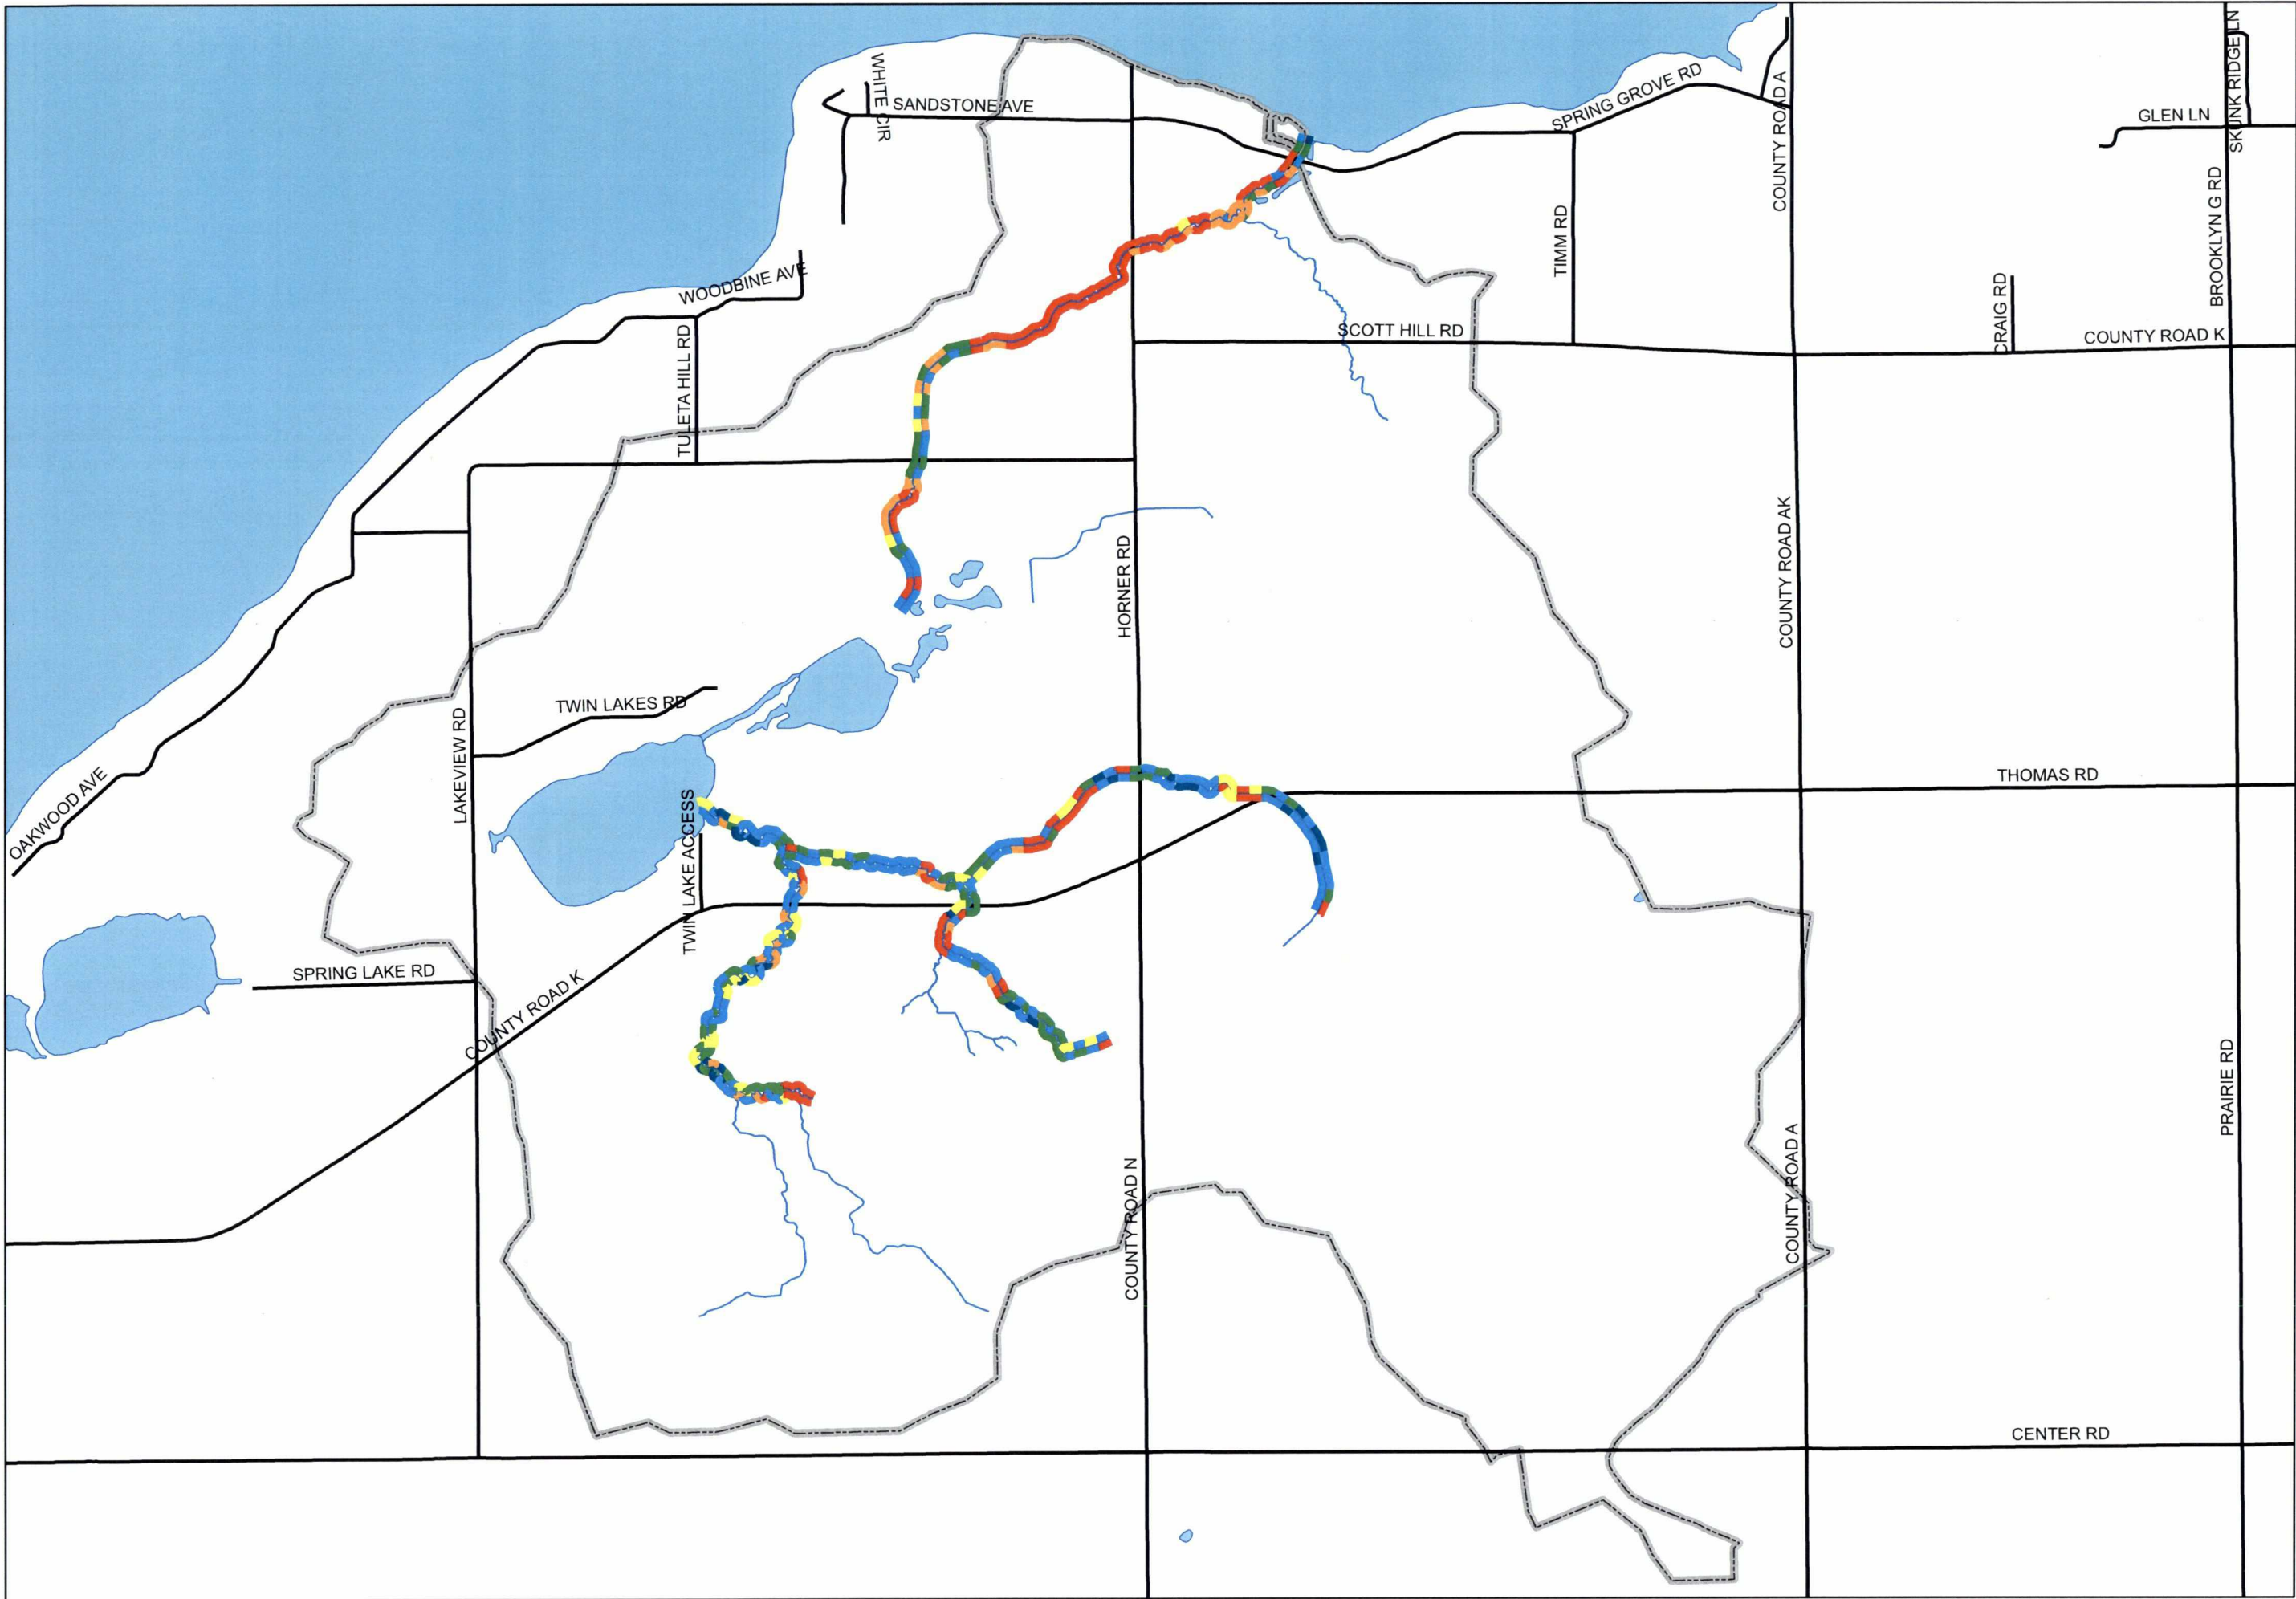 SKUNK RIDGE LN
WHITE CIR
SANDSTONE AVE
SPRING GROVE RD
COUNTY ROAD A
GLEN LN
BROOKLYN G RD
TIMM RD
WOODBINE AVE
TULETA HILL RD
SCOTT HILL RD
CRAIG RD
COUNTY ROAD K
HORNER RD
COUNTY ROAD AK
TWIN LAKES RD
LAKEVIEW RD
OAKWOOD AVE
THOMAS RD
TWIN LAKE ACCESS
SPRING LAKE RD
COUNTY ROAD K
PRAIRIE RD
COUNTY ROAD N
COUNTY ROAD A
CENTER RD